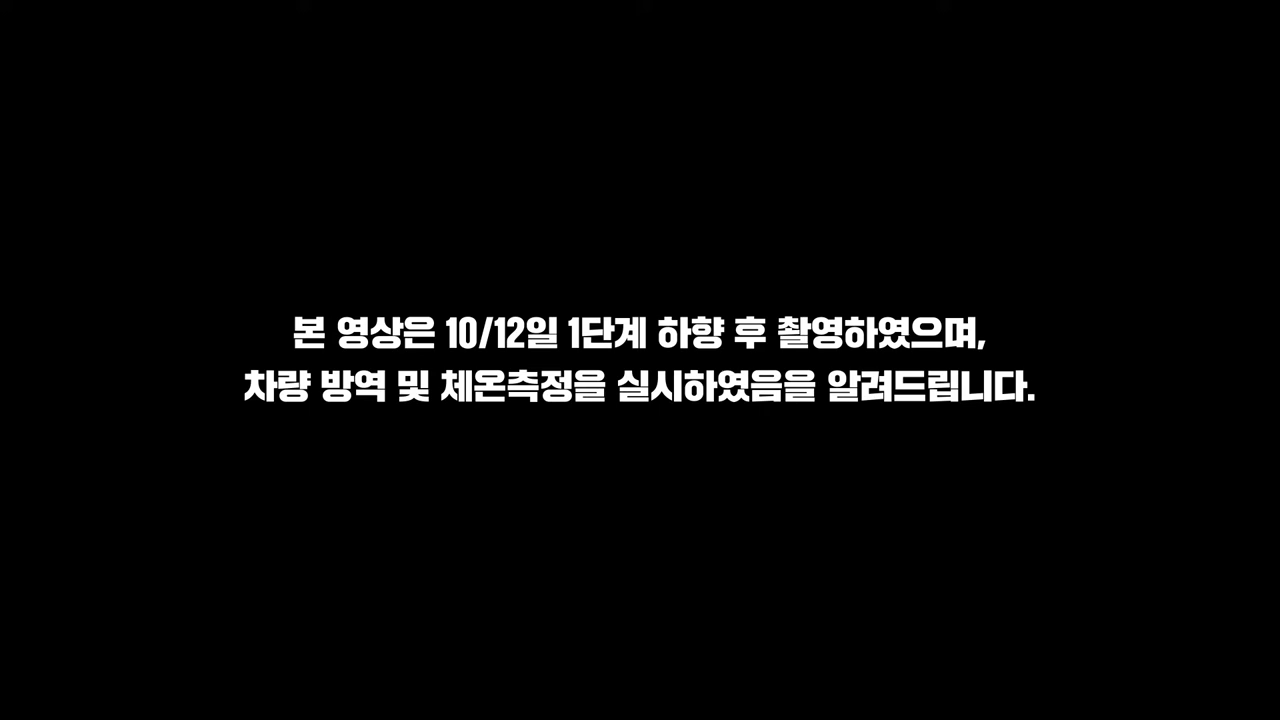 본 영상은 10/12일 1단계 하향 후 촬영하였으며,
차량 방역 및 체온측정을 실시하였음을 알려드립니다.